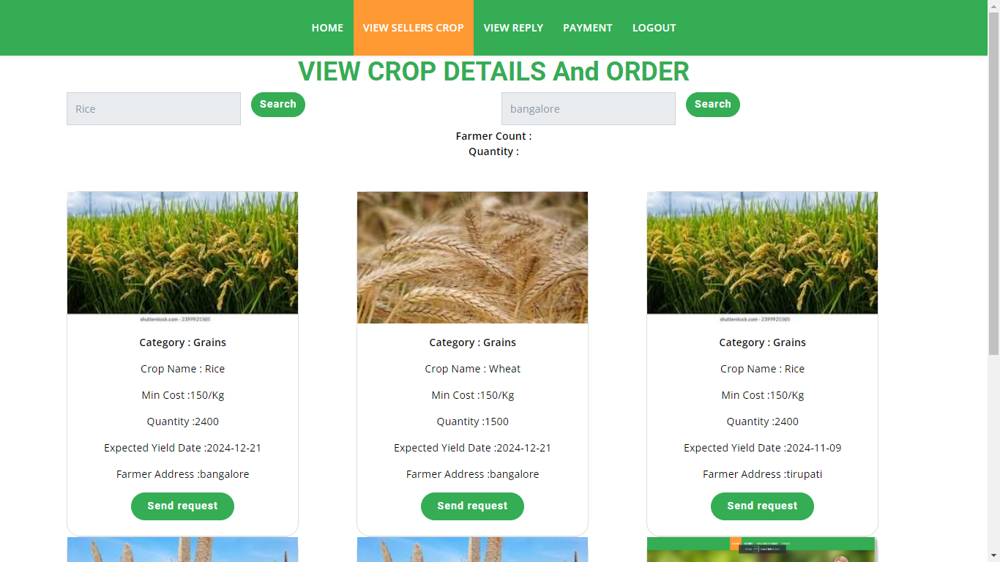 HOME VIEW SELLERS CROP VIEW REPLY PAYMENT LOGOUT
VIEW CROP DETAILS And ORDER
Rice Search bangalore Search
Farmer Count :
Quantity :
shutterstock.com · 2399921505
Category : Grains
Crop Name : Rice
Min Cost :150/Kg
Quantity :2400
Expected Yield Date :2024-12-21
Farmer Address :bangalore
Send request
Category : Grains
Crop Name : Wheat
Min Cost :150/Kg
Quantity :1500
Expected Yield Date :2024-12-21
Farmer Address :bangalore
Send request
shutterstock.com · 2399921505
Category : Grains
Crop Name : Rice
Min Cost :150/Kg
Quantity :2400
Expected Yield Date :2024-11-09
Farmer Address :tirupati
Send request